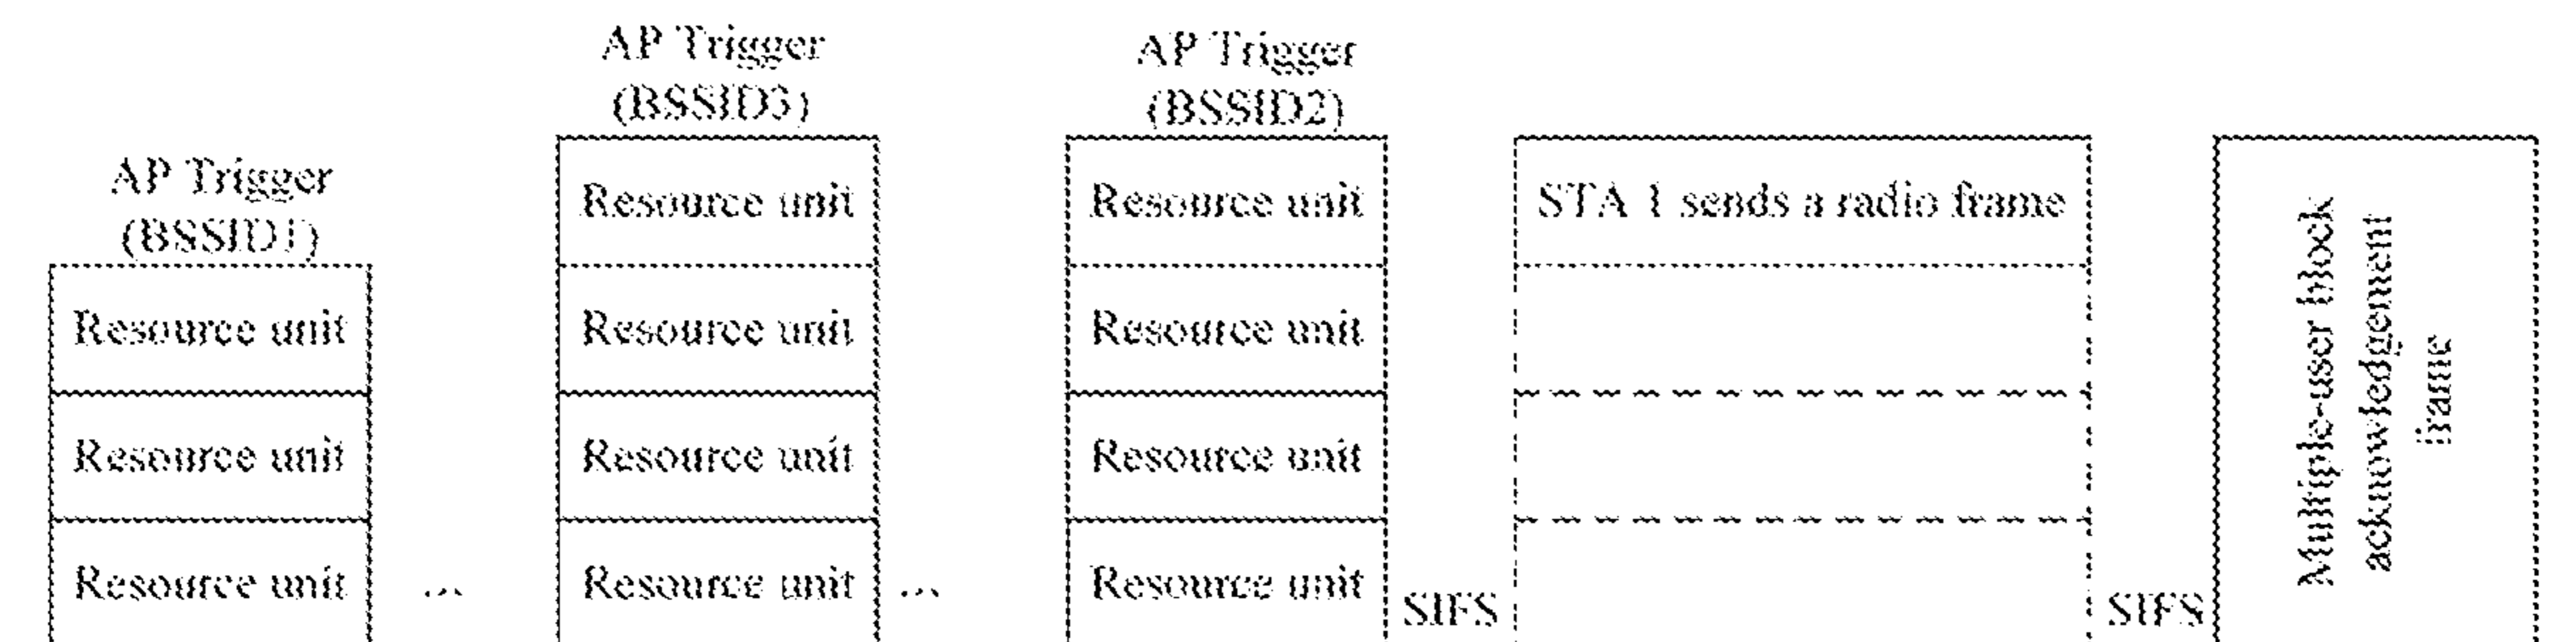 AP Trigger
(BSSID1)
Resource unit
Resource unit
Resource unit
...
AP Trigger
(BSSID3)
Resource unit
Resource unit
Resource unit
Resource unit
...
AP Trigger
(BSSID2)
Resource unit
Resource unit
Resource unit
Resource unit
SIFS
STA 1 sends a radio frame
SIFS
Multiple-user block
acknowledgement
frame